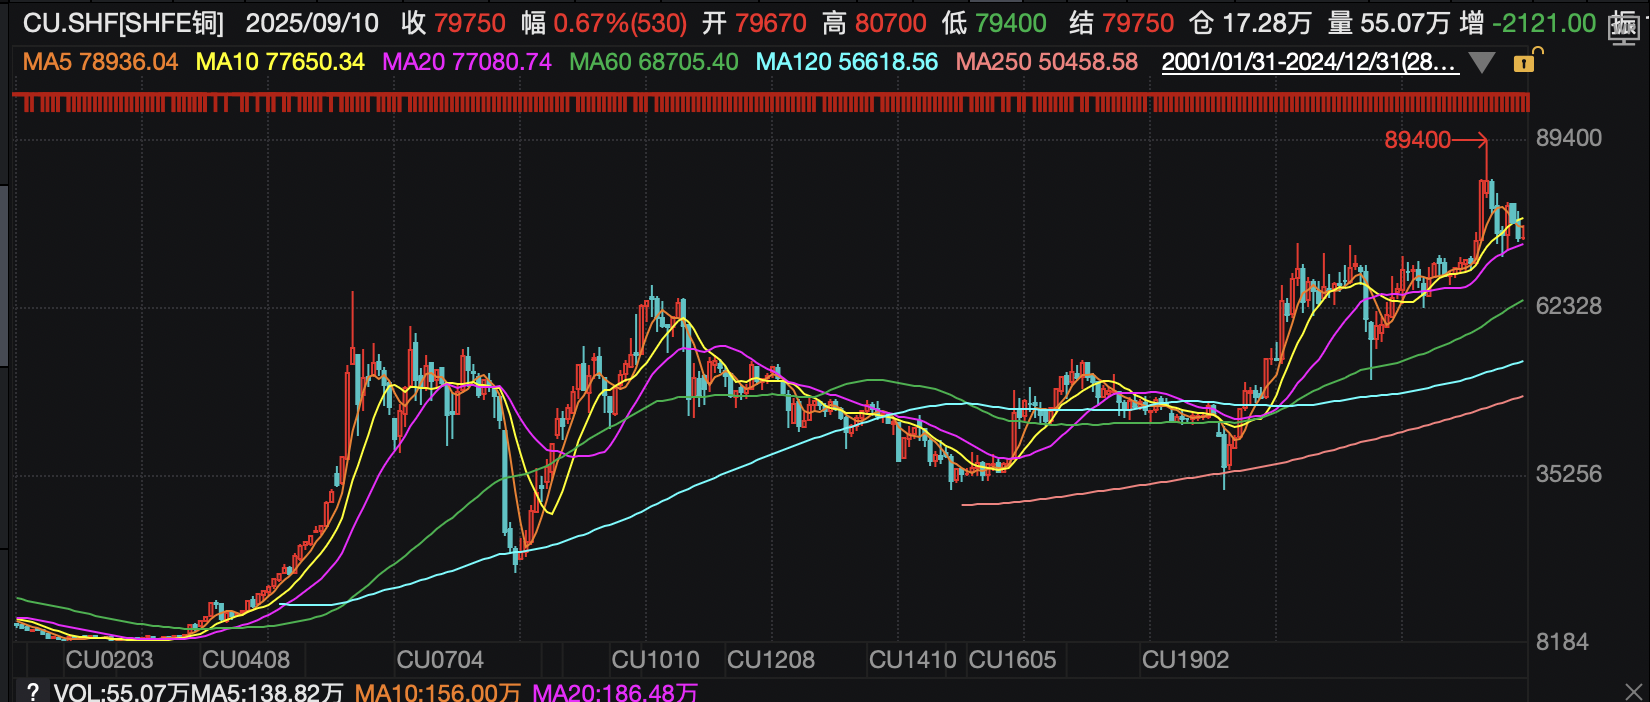 CU.SHF[SHFE铜] 2025/09/10 收 79750 幅 0.67%(530) 开 79670 高 80700 低 79400 结 79750 仓 17.28万 量 55.07万 增 -2121.00
MA5 78936.04 MA10 77650.34 MA20 77080.74 MA60 68705.40 MA120 56618.56 MA250 50458.58 2001/01/31-2024/12/31(28...
89400
89400
62328
35256
8184
CU0203 CU0408 CU0704 CU1010 CU1208 CU1410 CU1605 CU1902
? VOL:55.07万MA5:138.82万 MA10:156.00万 MA20:186.48万